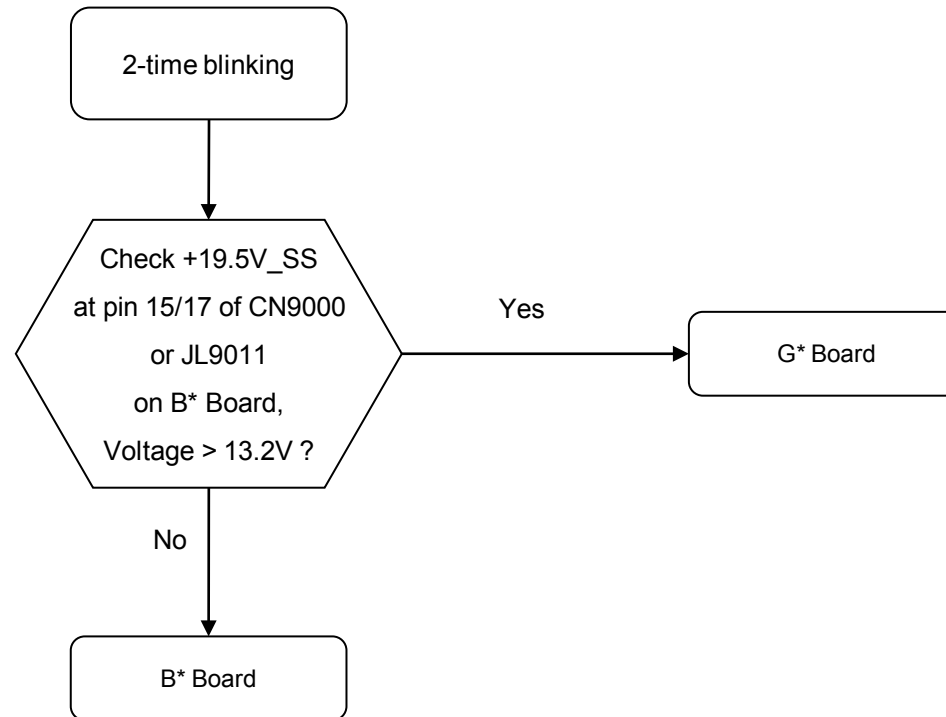 2-time blinking
Check +19.5V_SS
at pin 15/17 of CN9000
or JL9011
on B* Board,
Voltage > 13.2V ?
Yes
G* Board
No
B* Board